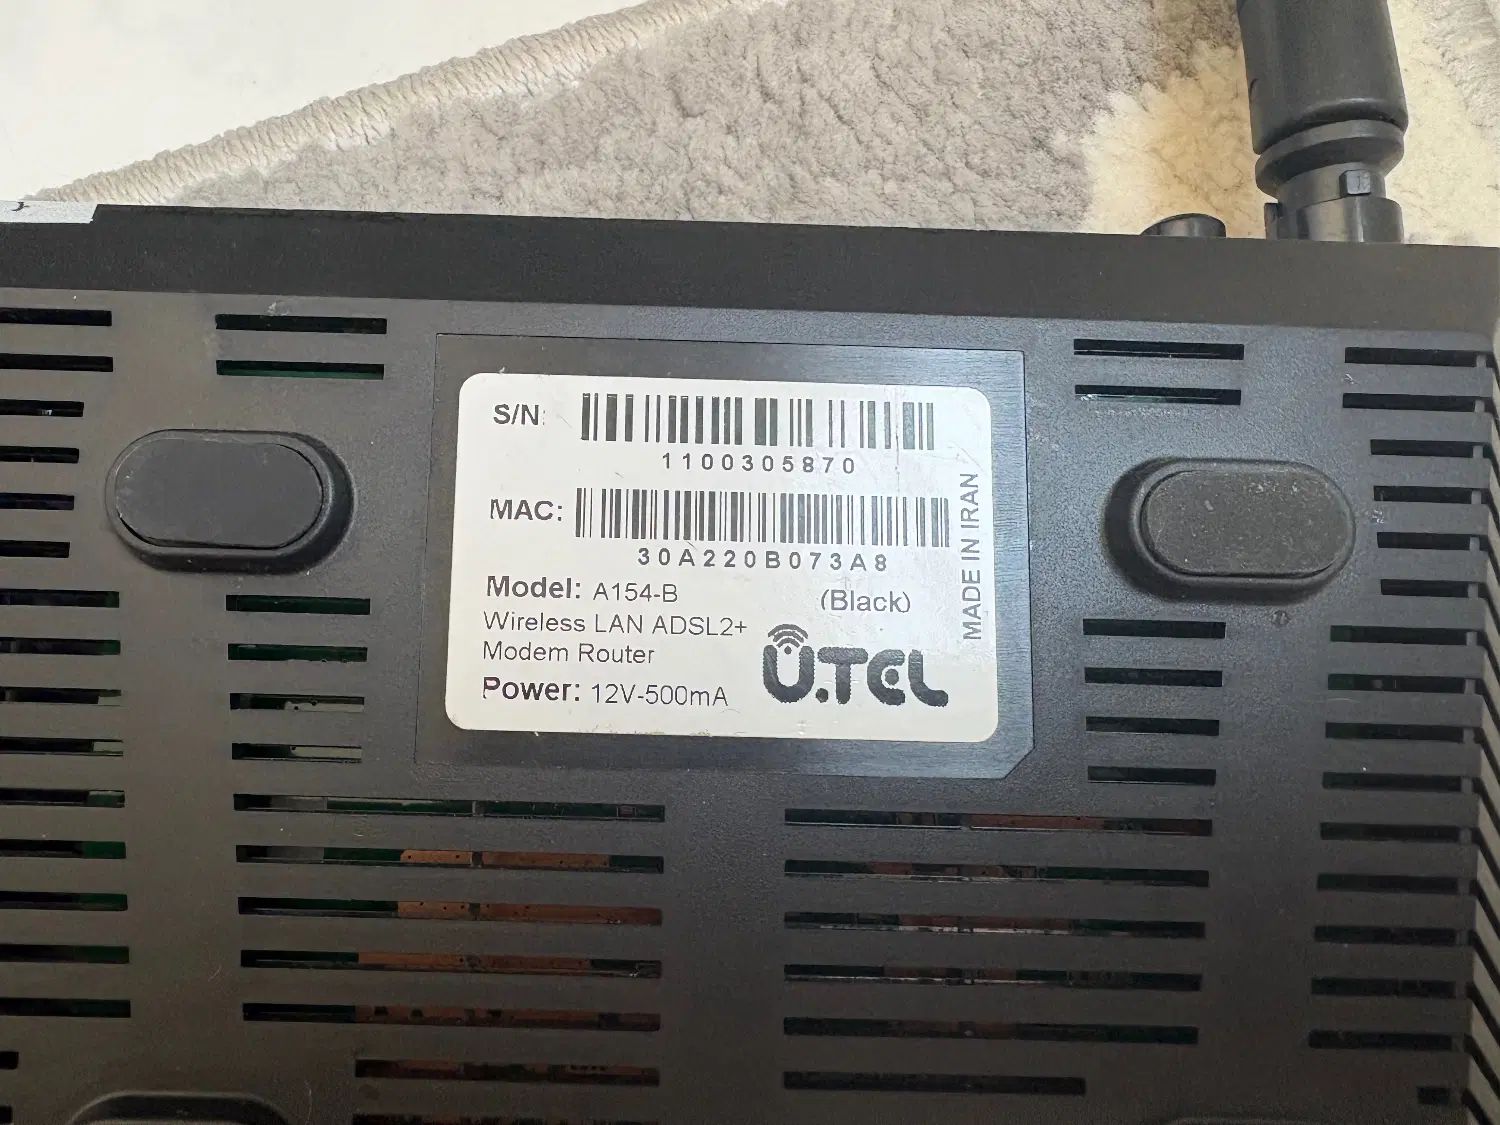 S/N:
1100305870
MAC:
30A220B073A8
Model: A154-B (Black)
Wireless LAN ADSL2+
Modem Router
Power: 12V-500mA
U.TEL
MADE IN IRAN